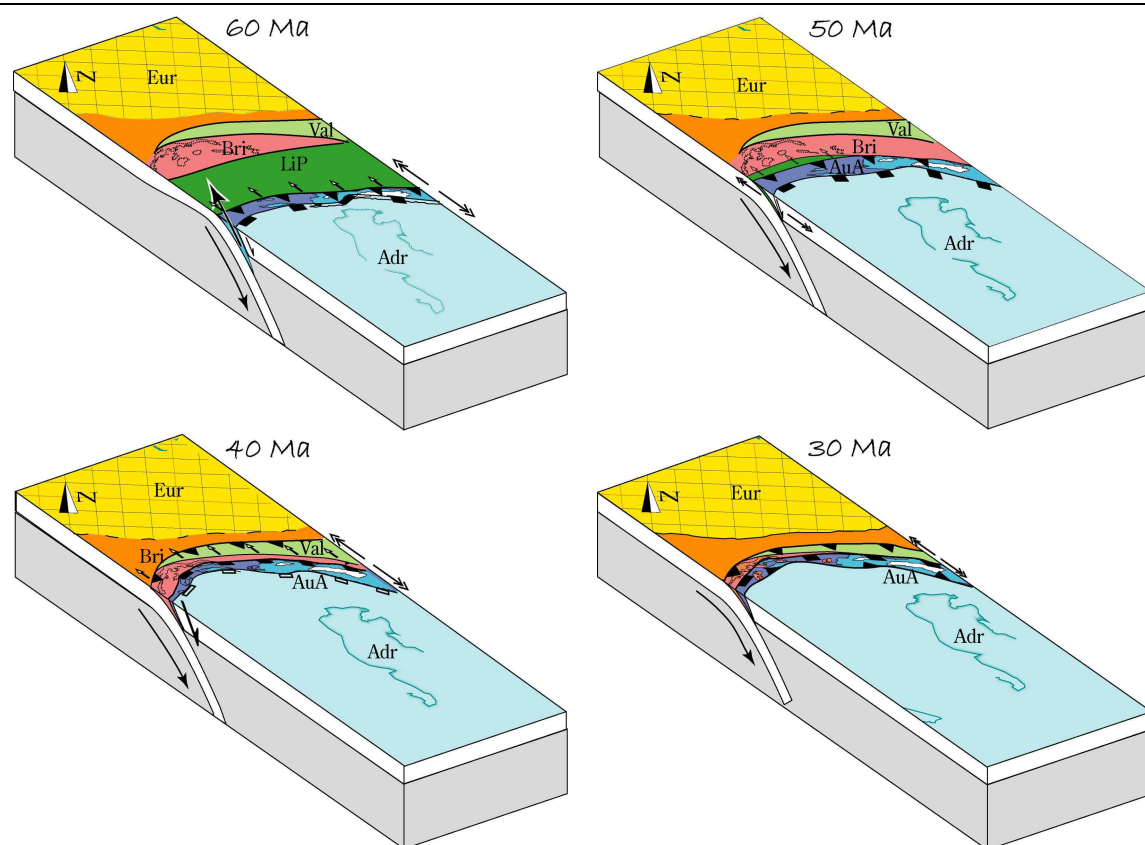 60 Ma
N
Eur
Val
Bri
LiP
Adr
50 Ma
N
Eur
Val
Bri
AuA
Adr
40 Ma
N
Eur
Bri
Val
AuA
Adr
30 Ma
N
Eur
AuA
Adr